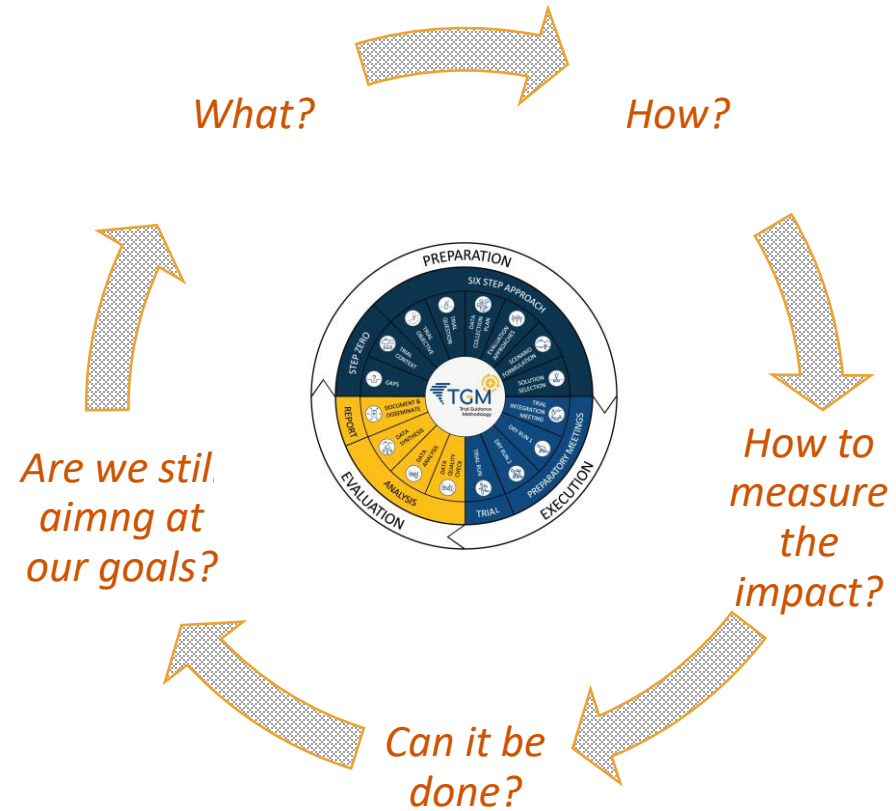 What?
How?
How to
measure
the
impact?
Can it be
done?
Are we still
aimng at
our goals?
PREPARATION
SIX STEP APPROACH
STEP ZERO
GAPS
TRIAL
CONTEXT
TRIAL
OBJECTIVE
TRIAL
QUESTION
DATA
COLLECTION
PLAN
EVALUATION
APPROACHES
SCENARIO
FORMULATION
SOLUTION
SELECTION
EXECUTION
PREPARATORY MEETINGS
TRIAL
INTEGRATION
MEETING
DRY RUN 1
DRY RUN 2
TRIAL
TRIAL RUN
EVALUATION
ANALYSIS
DATA
QUALITY
CHECK
DATA
ANALYSIS
DATA
SYNTHESIS
REPORT
DOCUMENT &
DISSEMINATE
TGM
Trial Guidance
Methodology